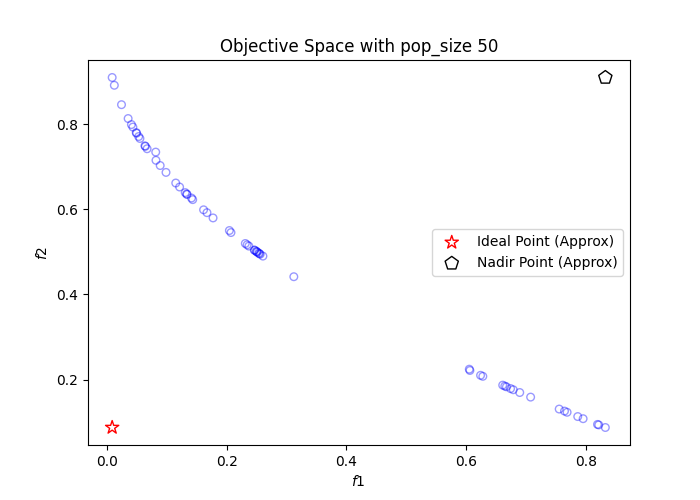 Objective Space with pop_size 50
f2
0.8
0.6
0.4
0.2
Ideal Point (Approx)
Nadir Point (Approx)
0.0 0.2 0.4 0.6 0.8
f1